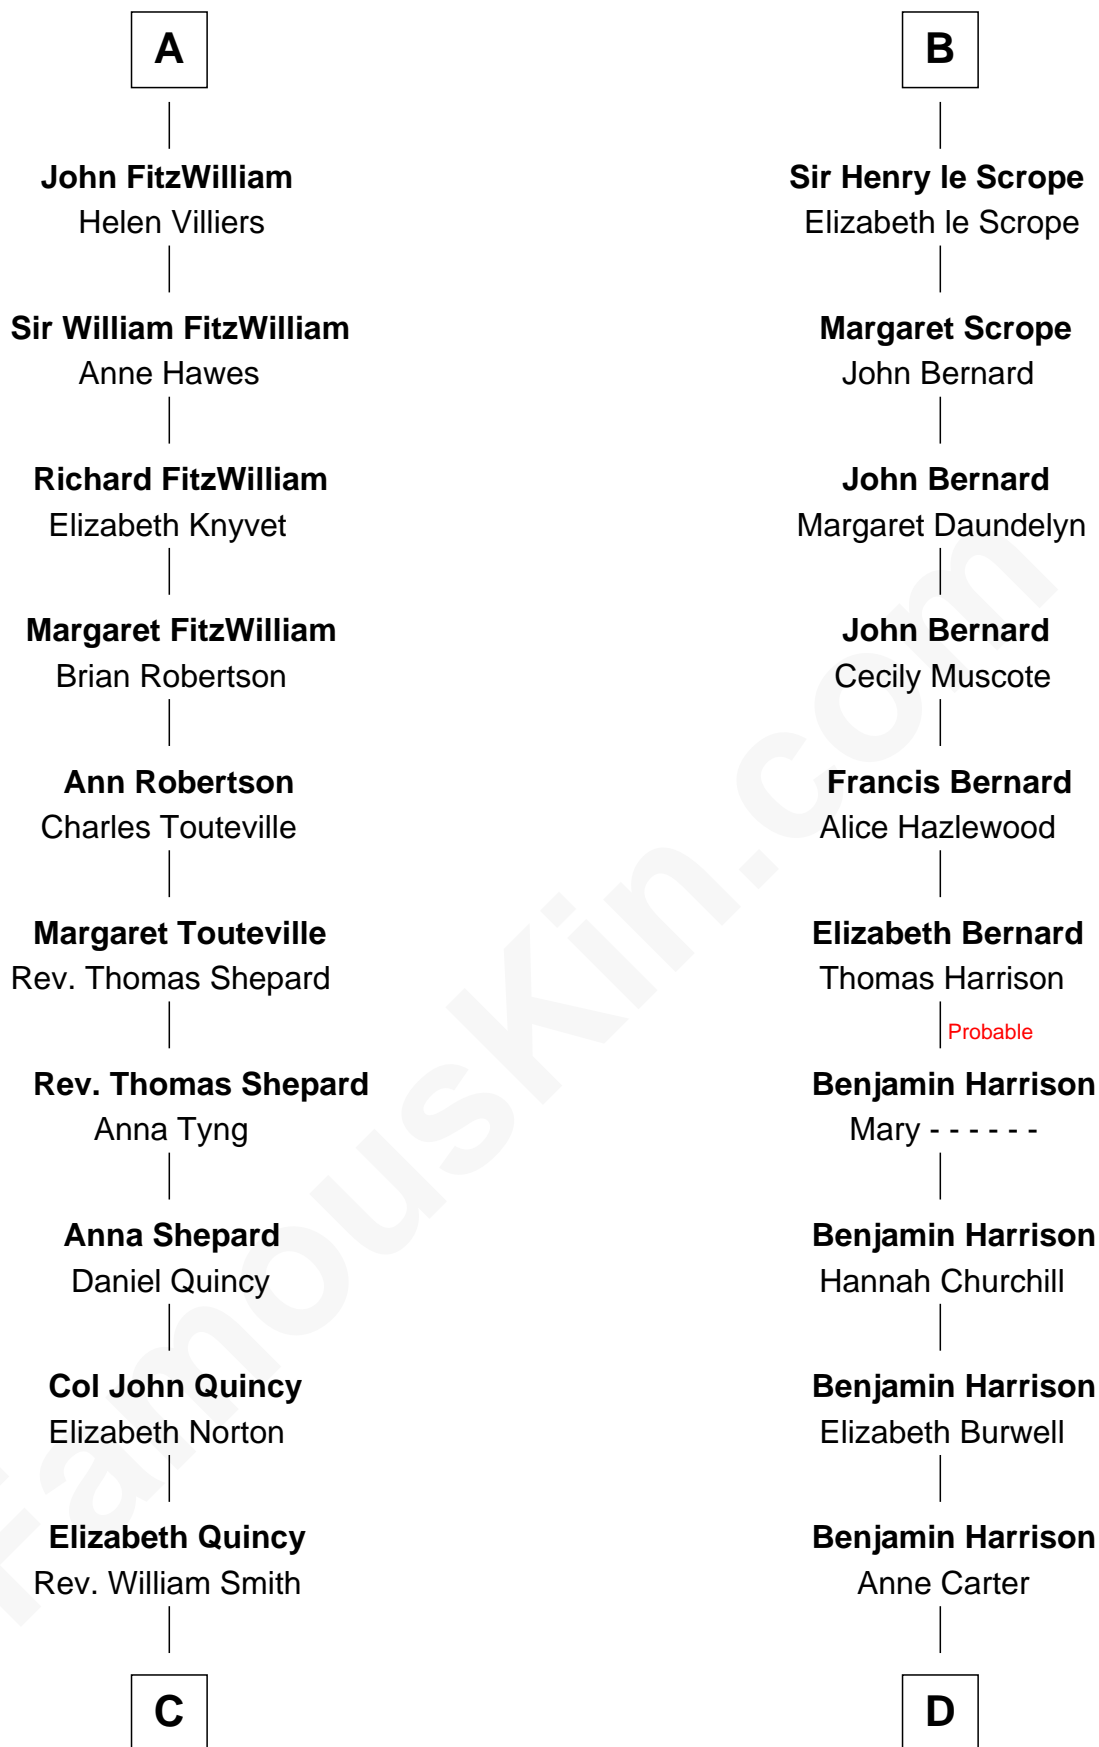 A
John FitzWilliam
Helen Villiers
Sir William FitzWilliam
Anne Hawes
Richard FitzWilliam
Elizabeth Knyvet
Margaret FitzWilliam
Brian Robertson
Ann Robertson
Charles Touteville
Margaret Touteville
Rev. Thomas Shepard
Rev. Thomas Shepard
Anna Tyng
Anna Shepard
Daniel Quincy
Col John Quincy
Elizabeth Norton
Elizabeth Quincy
Rev. William Smith
C
B
Sir Henry le Scrope
Elizabeth le Scrope
Margaret Scrope
John Bernard
John Bernard
Margaret Daundelyn
John Bernard
Cecily Muscote
Francis Bernard
Alice Hazlewood
Elizabeth Bernard
Thomas Harrison
Probable
Benjamin Harrison
Mary - - - - - -
Benjamin Harrison
Hannah Churchill
Benjamin Harrison
Elizabeth Burwell
Benjamin Harrison
Anne Carter
D
FamousKin.com